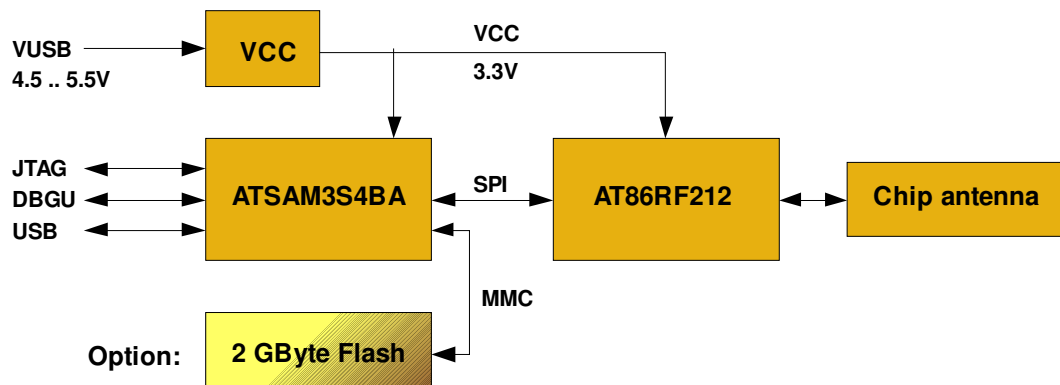 VUSB
4.5 .. 5.5V
VCC
VCC
3.3V
JTAG
DBGU
USB
ATSAM3S4BA
SPI
AT86RF212
Chip antenna
MMC
Option:
2 GByte Flash